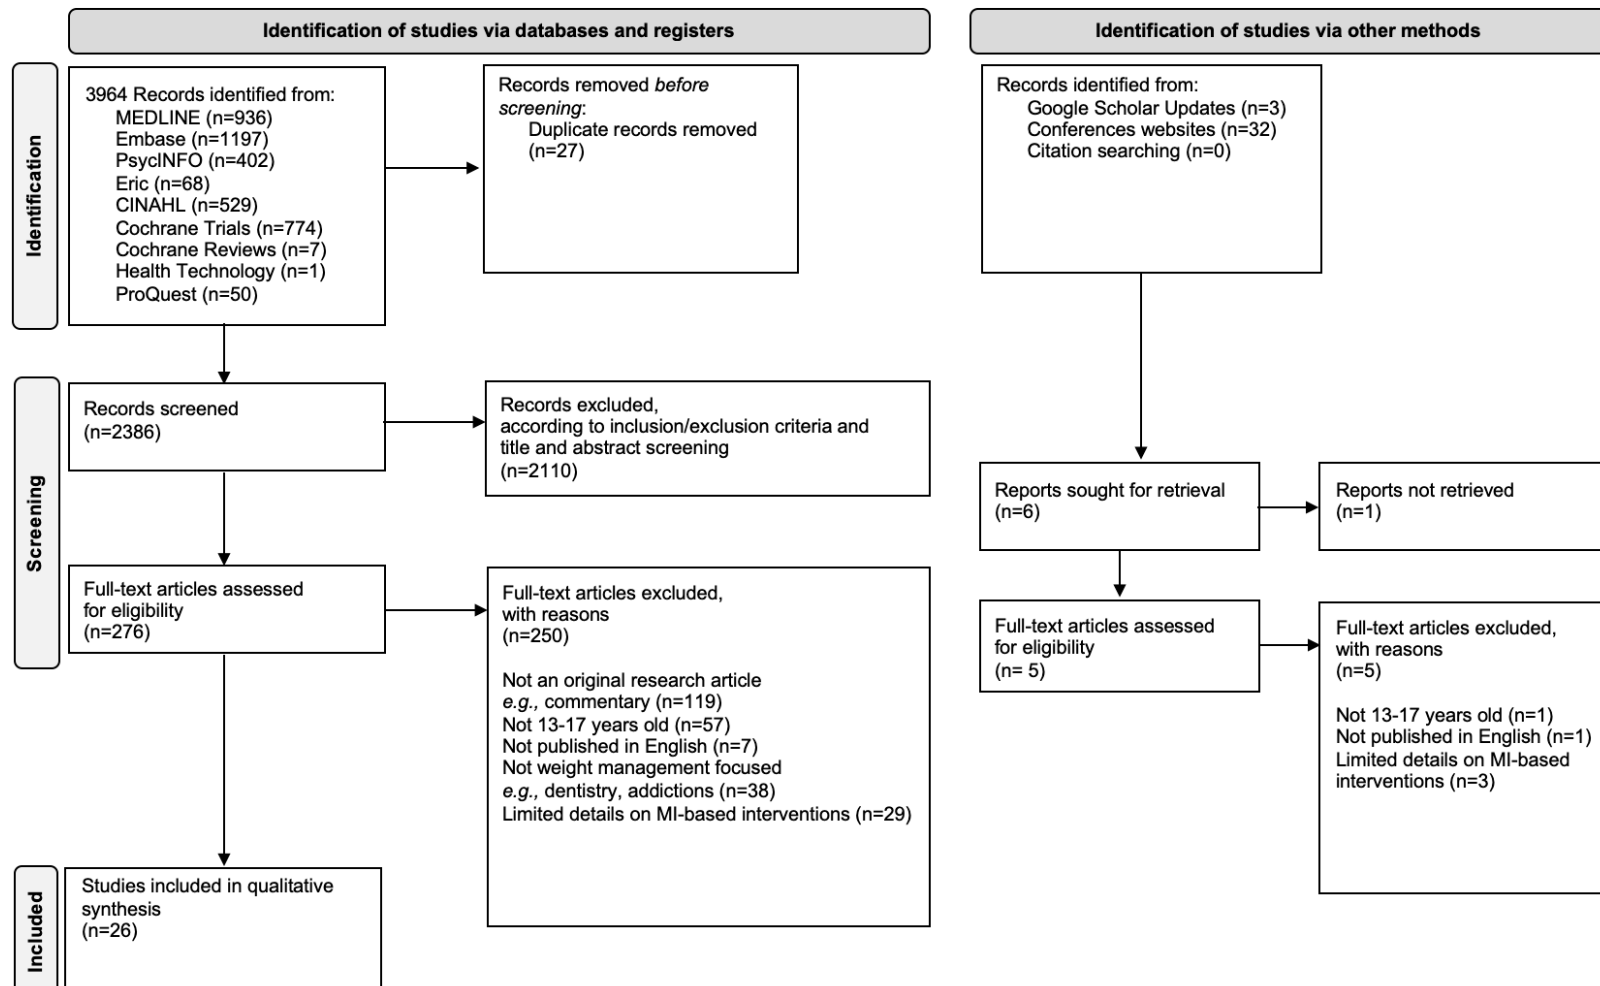 Identification of studies via databases and registers
Identification of studies via other methods
Identification
3964 Records identified from:
MEDLINE (n=936)
Embase (n=1197)
PsycINFO (n=402)
Eric (n=68)
CINAHL (n=529)
Cochrane Trials (n=774)
Cochrane Reviews (n=7)
Health Technology (n=1)
ProQuest (n=50)
Records removed before
screening:
Duplicate records removed
(n=27)
Records identified from:
Google Scholar Updates (n=3)
Conferences websites (n=32)
Citation searching (n=0)
Screening
Records screened
(n=2386)
Records excluded,
according to inclusion/exclusion criteria and
title and abstract screening
(n=2110)
Reports sought for retrieval
(n=6)
Reports not retrieved
(n=1)
Full-text articles assessed
for eligibility
(n=276)
Full-text articles excluded,
with reasons
(n=250)
Not an original research article
e.g., commentary (n=119)
Not 13-17 years old (n=57)
Not published in English (n=7)
Not weight management focused
e.g., dentistry, addictions (n=38)
Limited details on MI-based interventions (n=29)
Full-text articles assessed
for eligibility
(n= 5)
Full-text articles excluded,
with reasons
(n=5)
Not 13-17 years old (n=1)
Not published in English (n=1)
Limited details on MI-based
interventions (n=3)
Included
Studies included in qualitative
synthesis
(n=26)